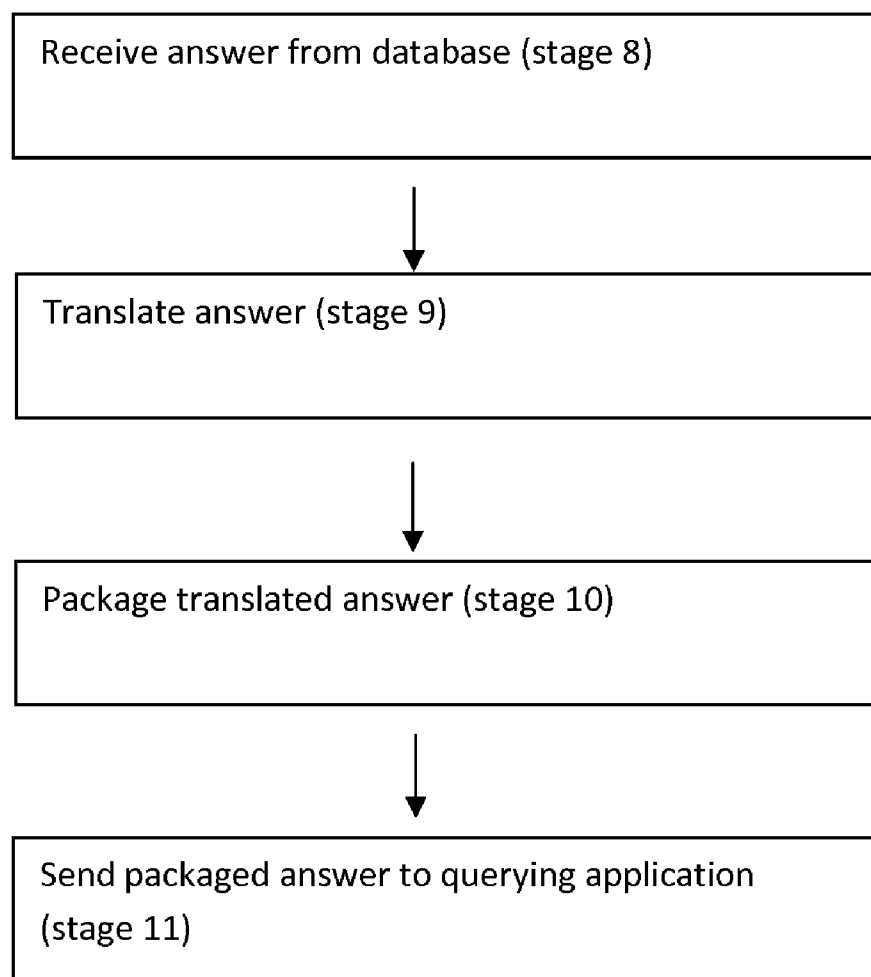 Receive answer from database (stage 8)
Translate answer (stage 9)
Package translated answer (stage 10)
Send packaged answer to querying application
(stage 11)